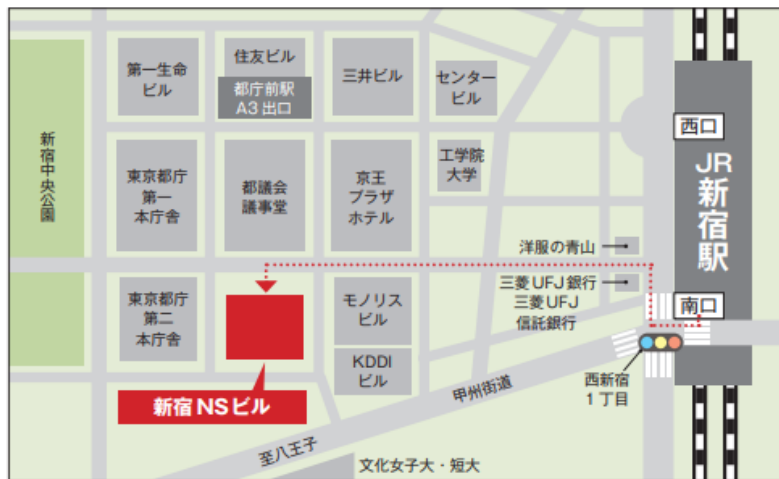 第一生命
ビル
住友ビル
都庁前駅
A3 出口
三井ビル
センター
ビル
西口
新宿中央公園
東京都庁
第一
本庁舎
都議会
議事堂
京王
プラザ
ホテル
工学院
大学
JR
新宿駅
洋服の青山
東京都庁
第二
本庁舎
モノリス
ビル
三菱UFJ銀行
三菱UFJ
信託銀行
南口
KDDI
ビル
新宿NSビル
甲州街道
西新宿
1丁目
至八王子
文化女子大・短大